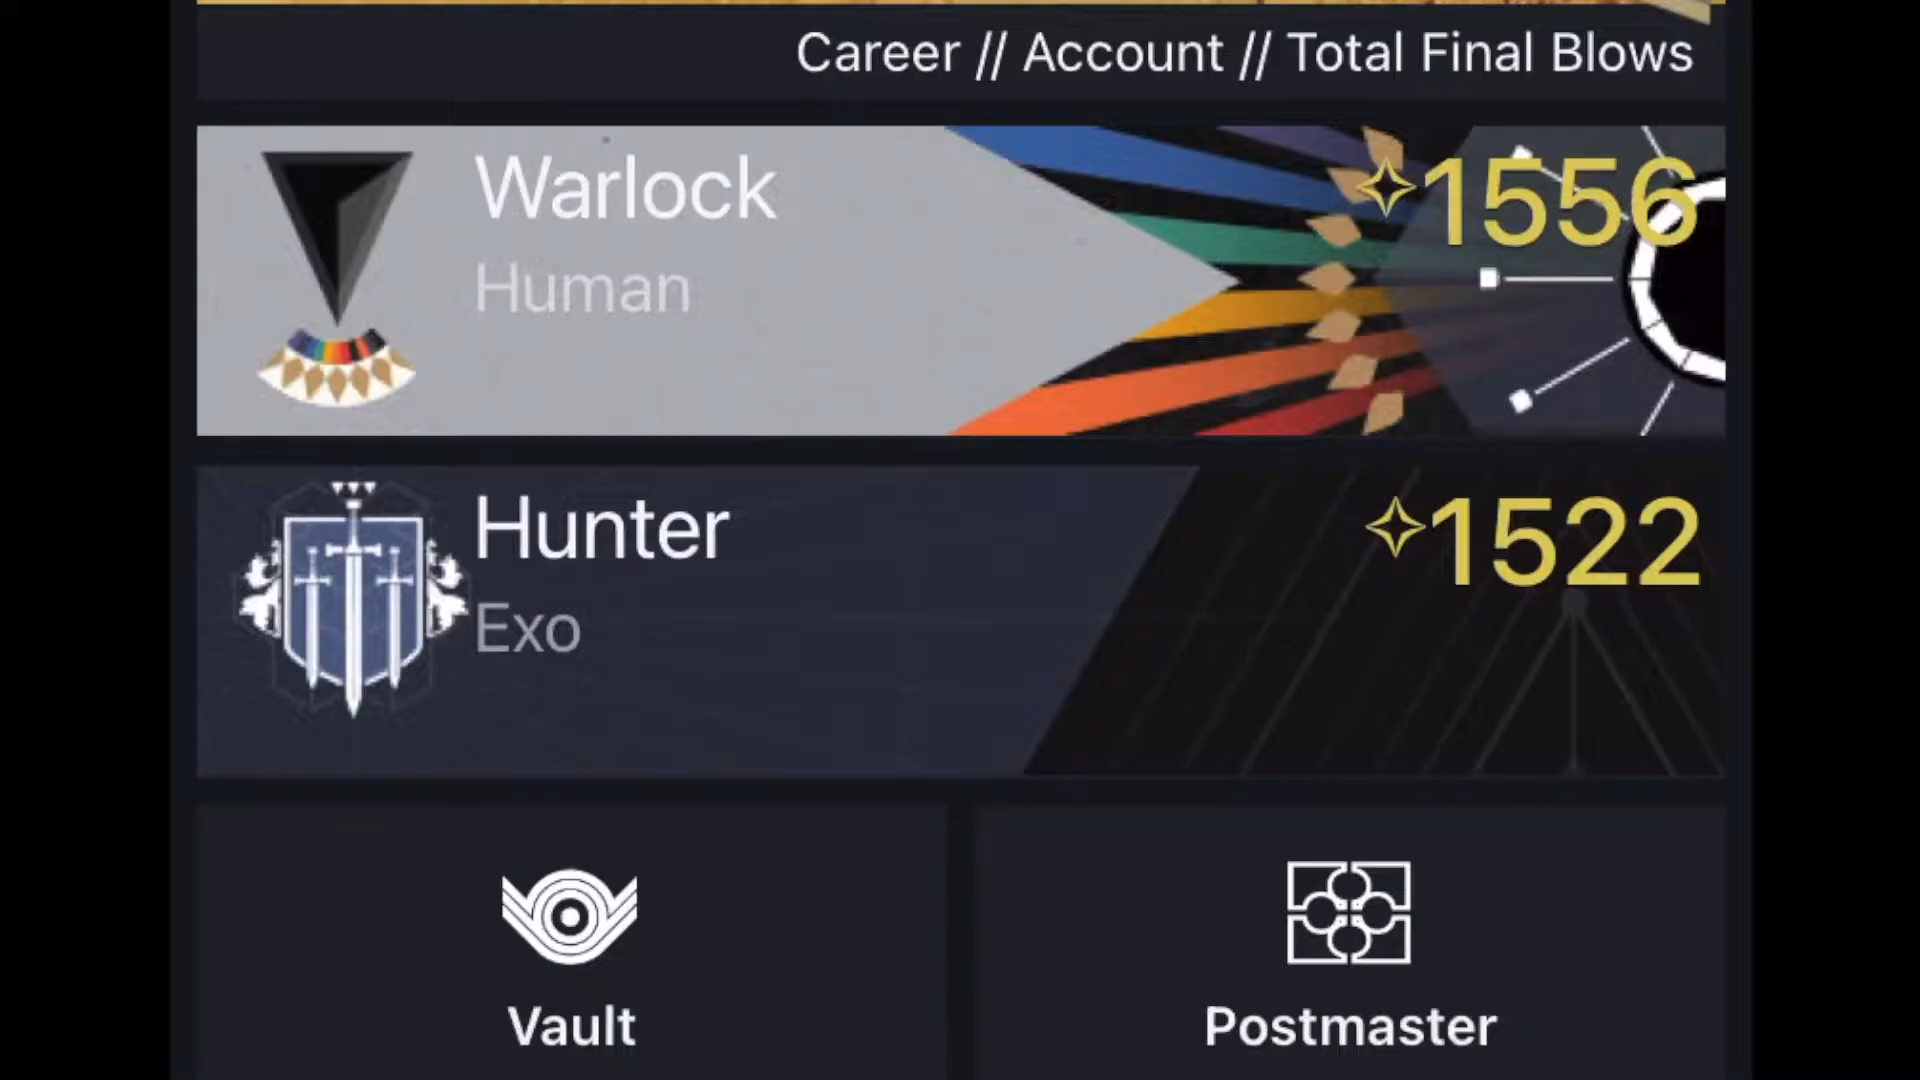 Career // Account // Total Final Blows
Warlock
1556
Human
Hunter
1522
Exo
Vault
Postmaster